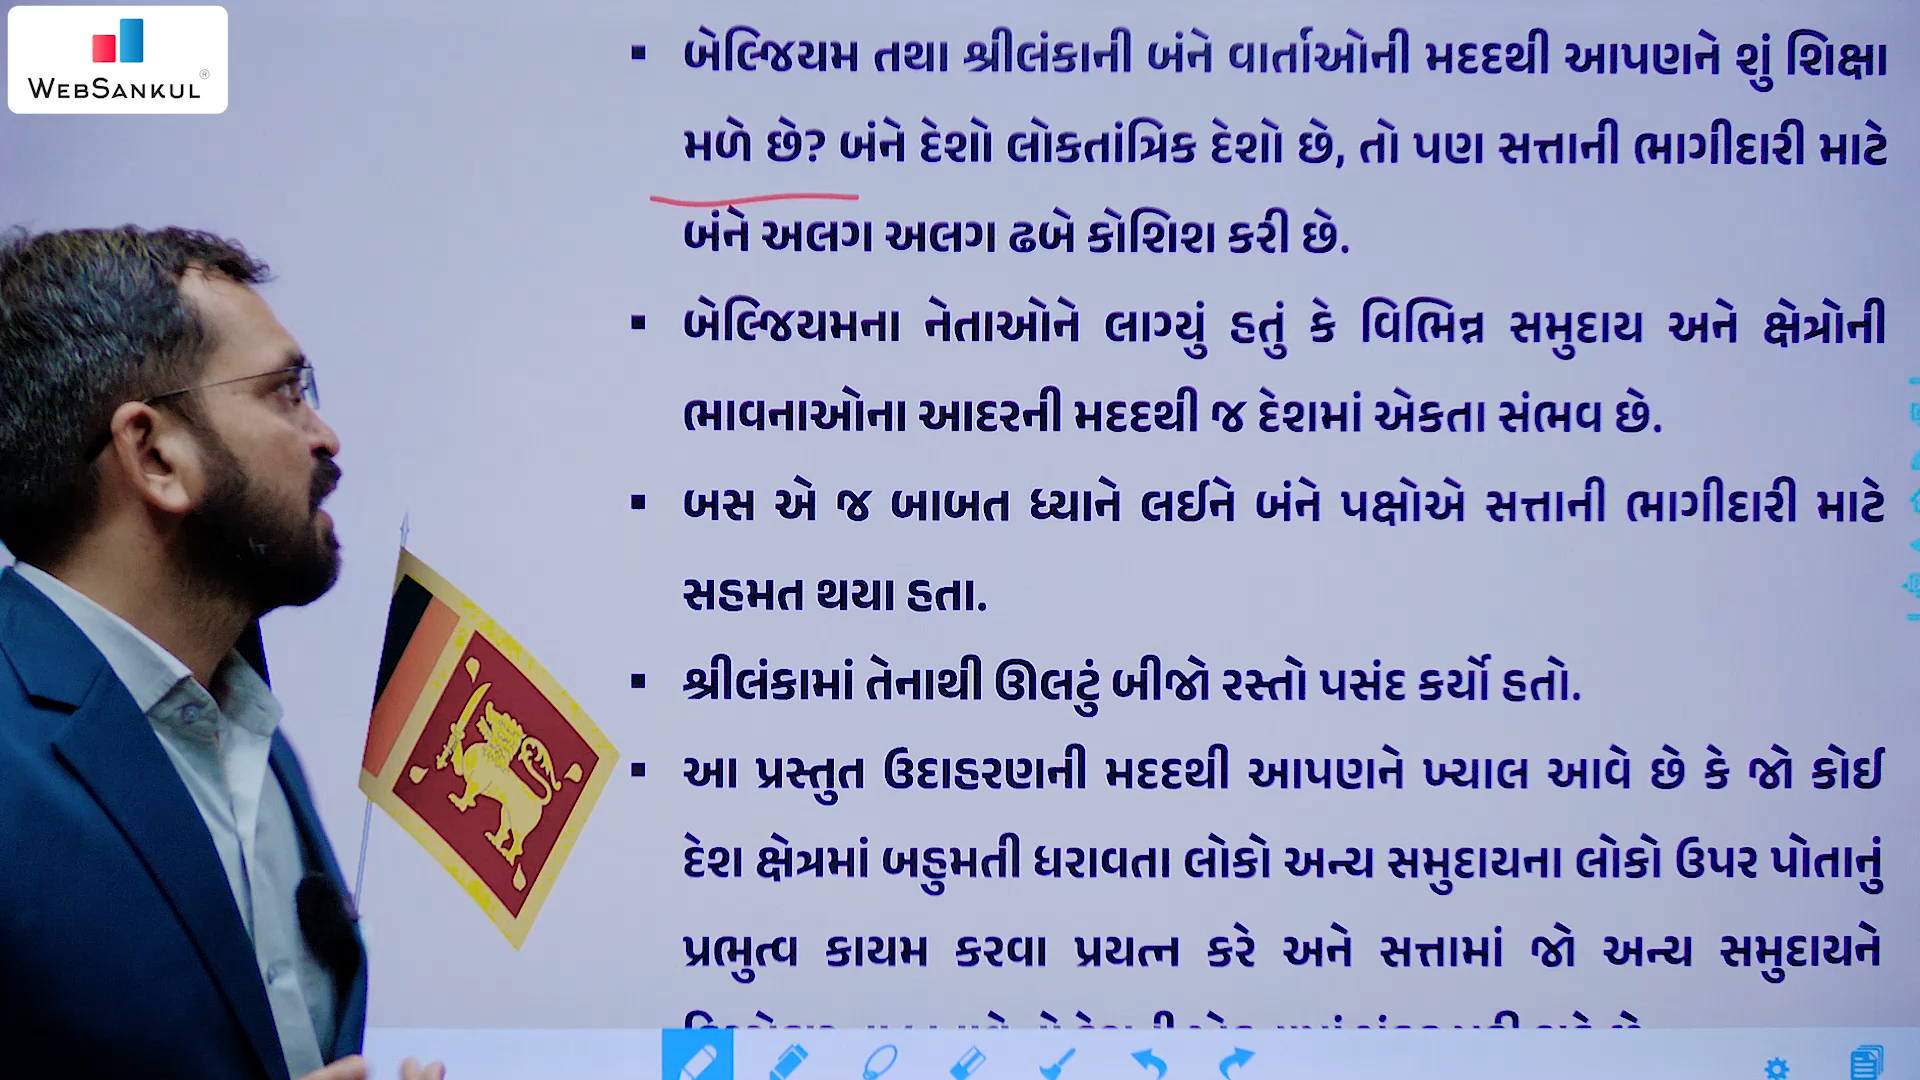 WEBSANKUL®
બેલ્જિયમ તથા શ્રીલંકાની બંને વાર્તાઓની મદદથી આપણને શું શિક્ષા
મળે છે? બંને દેશો લોકતાંત્રિક દેશો છે, તો પણ સત્તાની ભાગીદારી માટે
બંને અલગ અલગ ઢબે કોશિશ કરી છે.
બેલ્જિયમના નેતાઓને લાગ્યું હતું કે વિભિન્ન સમુદાય અને ક્ષેત્રોની
ભાવનાઓના આદરની મદદથી જ દેશમાં એકતા સંભવ છે.
બસ એ જ બાબત ધ્યાને લઈને બંને પક્ષોએ સત્તાની ભાગીદારી માટે
સહમત થયા હતા.
શ્રીલંકામાં તેનાથી ઊલટું બીજો રસ્તો પસંદ કર્યો હતો.
આ પ્રસ્તુત ઉદાહરણની મદદથી આપણને ખ્યાલ આવે છે કે જો કોઈ
દેશ ક્ષેત્રમાં બહુમતી ધરાવતા લોકો અન્ય સમુદાયના લોકો ઉપર પોતાનું
પ્રભુત્વ કાયમ કરવા પ્રયત્ન કરે અને સત્તામાં જો અન્ય સમુદાયને